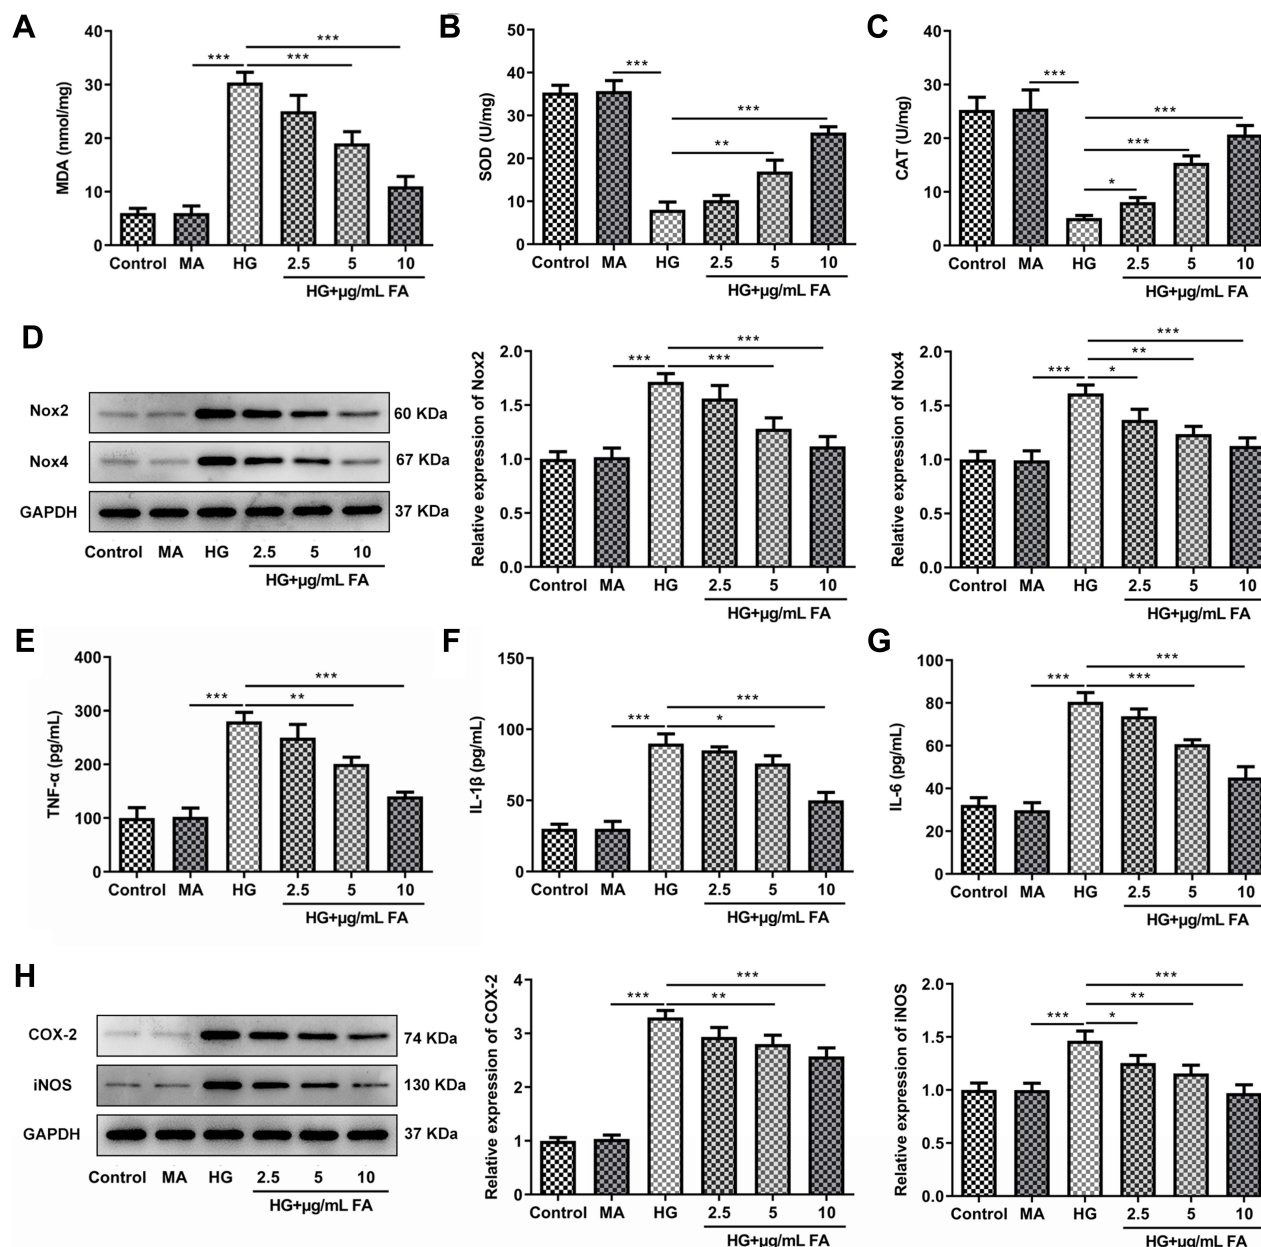 A
MDA (nmol/mg)
40
30
20
10
0
*** *** ***
Control MA HG 2.5 5 10
HG+µg/mL FA
B
SOD (U/mg)
50
40
30
20
10
0
*** *** **
Control MA HG 2.5 5 10
HG+µg/mL FA
C
CAT (U/mg)
40
30
20
10
0
*** *** *** *
Control MA HG 2.5 5 10
HG+µg/mL FA
D
Nox2 60 KDa
Nox4 67 KDa
GAPDH 37 KDa
Control MA HG 2.5 5 10
HG+µg/mL FA
Relative expression of Nox2
2.0
1.5
1.0
0.5
0.0
*** *** ***
Control MA HG 2.5 5 10
HG+µg/mL FA
Relative expression of Nox4
2.0
1.5
1.0
0.5
0.0
*** ** *** *
Control MA HG 2.5 5 10
HG+µg/mL FA
E
TNF-α (pg/mL)
400
300
200
100
0
*** *** **
Control MA HG 2.5 5 10
HG+µg/mL FA
F
IL-1β (pg/mL)
150
100
50
0
*** *** *
Control MA HG 2.5 5 10
HG+µg/mL FA
G
IL-6 (pg/mL)
100
80
60
40
20
0
*** *** ***
Control MA HG 2.5 5 10
HG+µg/mL FA
H
COX-2 74 KDa
iNOS 130 KDa
GAPDH 37 KDa
Control MA HG 2.5 5 10
HG+µg/mL FA
Relative expression of COX-2
4
3
2
1
0
*** *** **
Control MA HG 2.5 5 10
HG+µg/mL FA
Relative expression of iNOS
2.0
1.5
1.0
0.5
0.0
*** ** *** *
Control MA HG 2.5 5 10
HG+µg/mL FA